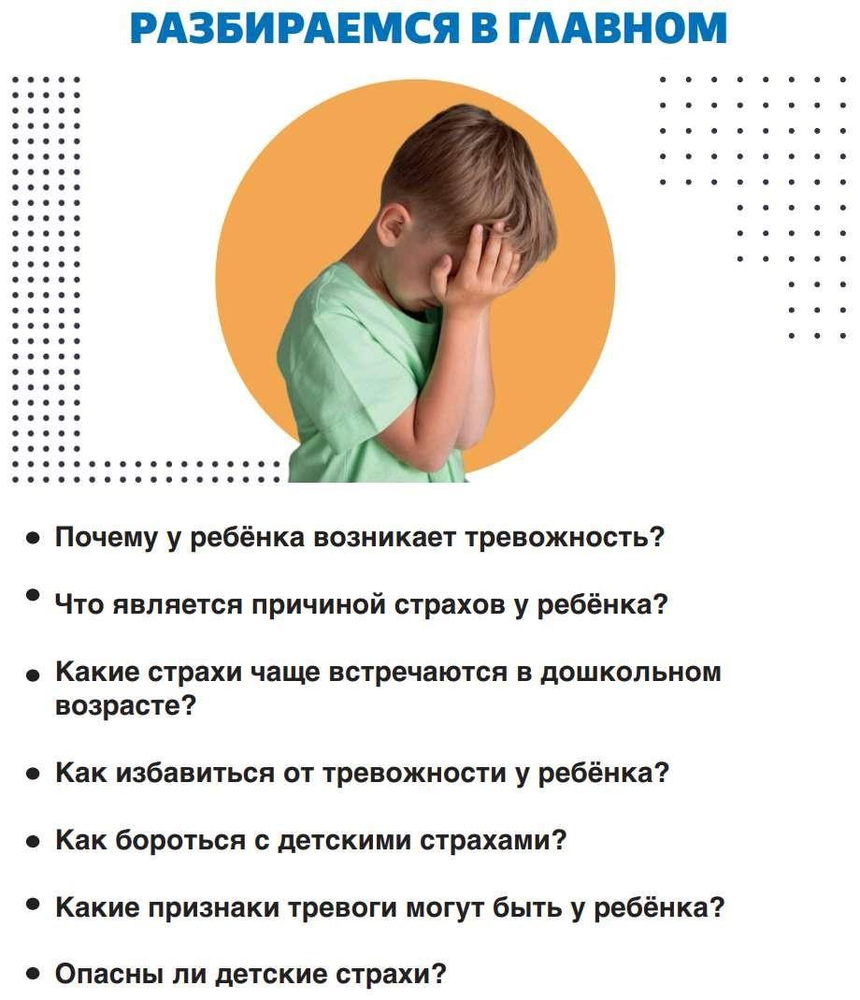 РАЗБИРАЕМСЯ В ГЛАВНОМ
• Почему у ребёнка возникает тревожность?
• Что является причиной страхов у ребёнка?
• Какие страхи чаще встречаются в дошкольном
возрасте?
• Как избавиться от тревожности у ребёнка?
• Как бороться с детскими страхами?
• Какие признаки тревоги могут быть у ребёнка?
• Опасны ли детские страхи?